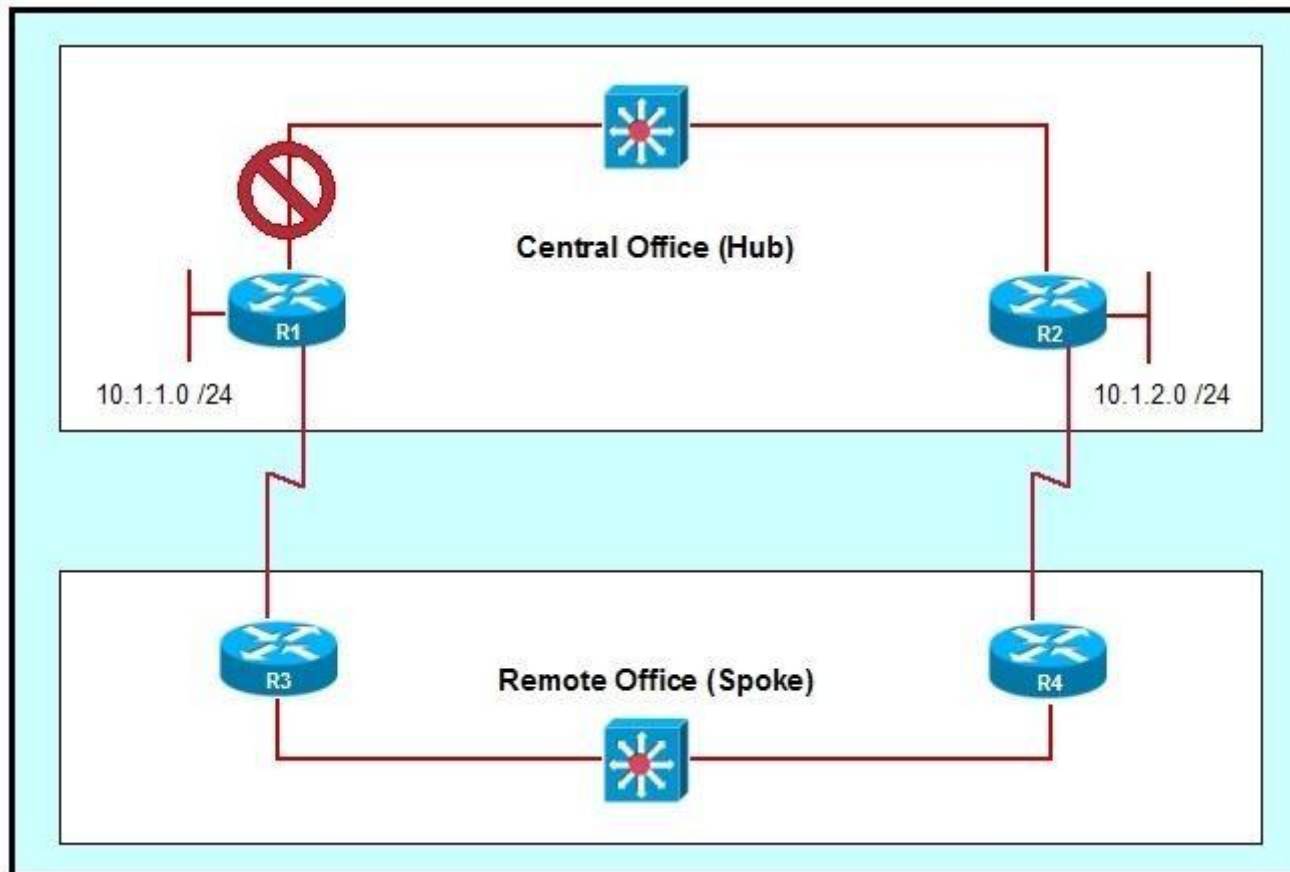 Central Office (Hub)
R1
R2
10.1.1.0 /24
10.1.2.0 /24
R3
Remote Office (Spoke)
R4